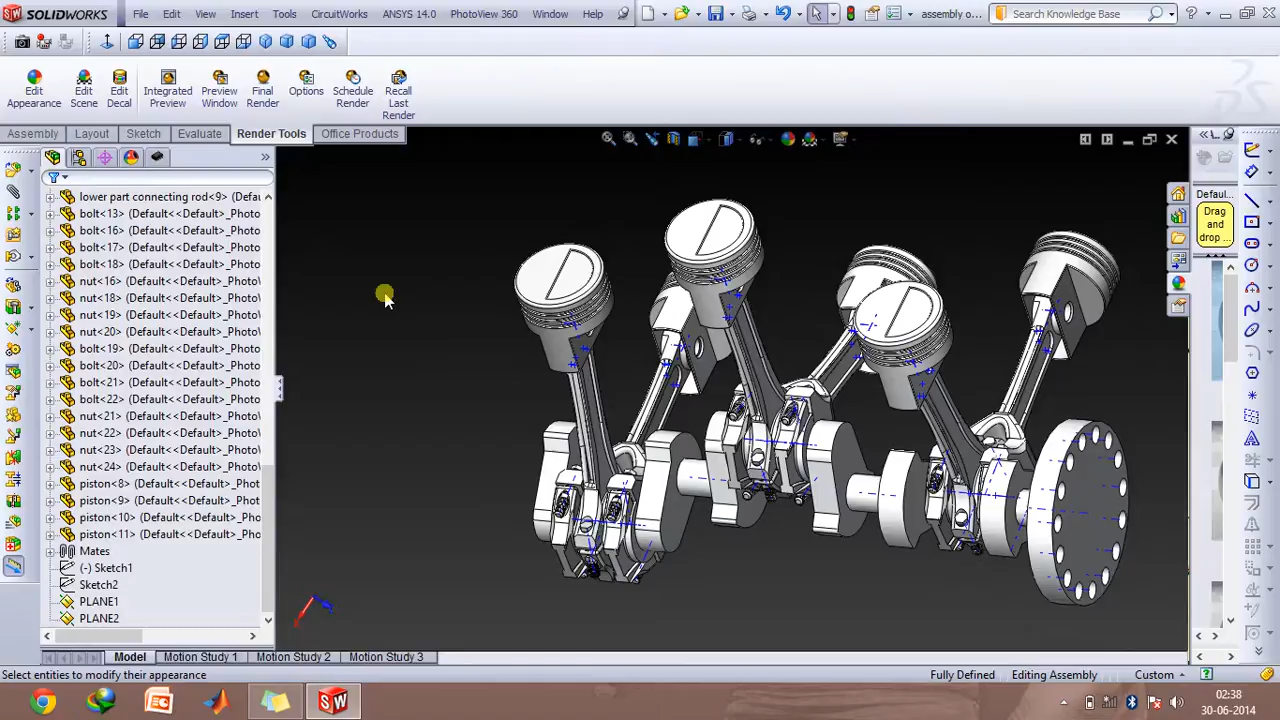 SOLIDWORKS File Edit View Insert Tools CircuitWorks ANSYS 14.0 PhotoView 360 Window Help assembly o... Search Knowledge Base
Edit Appearance
Edit Scene
Edit Decal
Integrated Preview
Preview Window
Final Render
Options
Schedule Render
Recall Last Render
Assembly Layout Sketch Evaluate Render Tools Office Products
lower part connecting rod<9> (Defau
bolt<13> (Default<<Default>_Photo
bolt<16> (Default<<Default>_Photo
bolt<17> (Default<<Default>_Photo
bolt<18> (Default<<Default>_Photo
nut<16> (Default<<Default>_Photo
nut<18> (Default<<Default>_Photo
nut<19> (Default<<Default>_Photo
nut<20> (Default<<Default>_Photo
bolt<19> (Default<<Default>_Photo
bolt<20> (Default<<Default>_Photo
bolt<21> (Default<<Default>_Photo
bolt<22> (Default<<Default>_Photo
nut<21> (Default<<Default>_Photo
nut<22> (Default<<Default>_Photo
nut<23> (Default<<Default>_Photo
nut<24> (Default<<Default>_Photo
piston<8> (Default<<Default>_Phot
piston<9> (Default<<Default>_Phot
piston<10> (Default<<Default>_Pho
piston<11> (Default<<Default>_Pho
Mates
(-) Sketch1
Sketch2
PLANE1
PLANE2
Defaul...
Drag
and
drop ...
Model Motion Study 1 Motion Study 2 Motion Study 3
Select entities to modify their appearance Fully Defined Editing Assembly Custom
02:38
30-06-2014